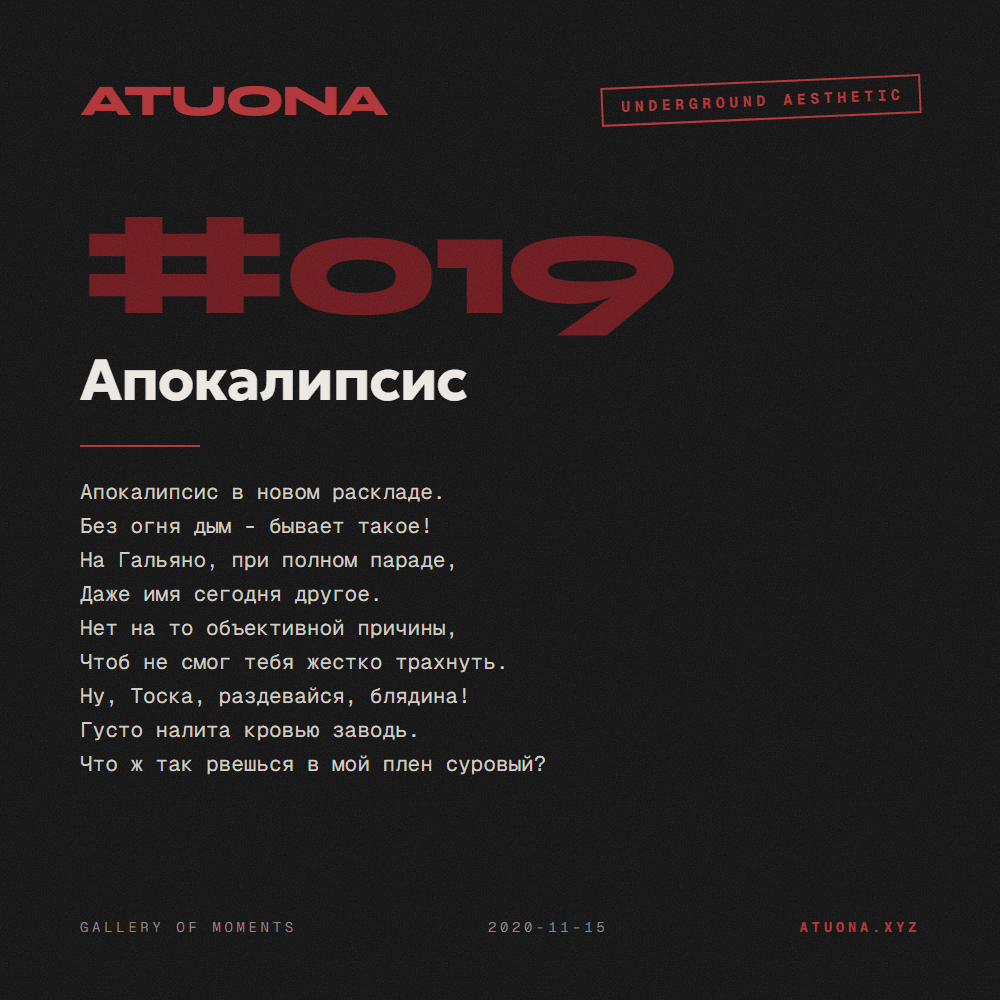 ATUONA
UNDERGROUND AESTHETIC
#019
Апокалипсис
Апокалипсис в новом раскладе.
Без огня дым - бывает такое!
На Гальяно, при полном параде,
Даже имя сегодня другое.
Нет на то объективной причины,
Чтоб не смог тебя жестко трахнуть.
Ну, Тоска, раздевайся, блядина!
Густо налита кровью заводь.
Что ж так рвешься в мой плен суровый?
GALLERY OF MOMENTS
2020-11-15
ATUONA.XYZ